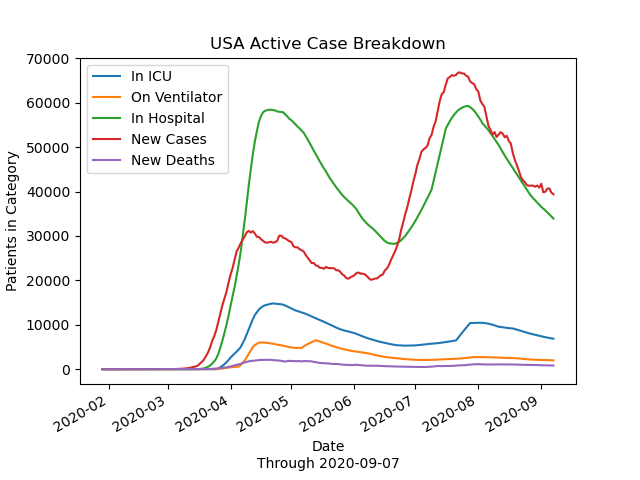 USA Active Case Breakdown
70000
60000
50000
40000
30000
20000
10000
0
Patients in Category
In ICU
On Ventilator
In Hospital
New Cases
New Deaths
2020-02
2020-03
2020-04
2020-05
2020-06
2020-07
2020-08
2020-09
Date
Through 2020-09-07